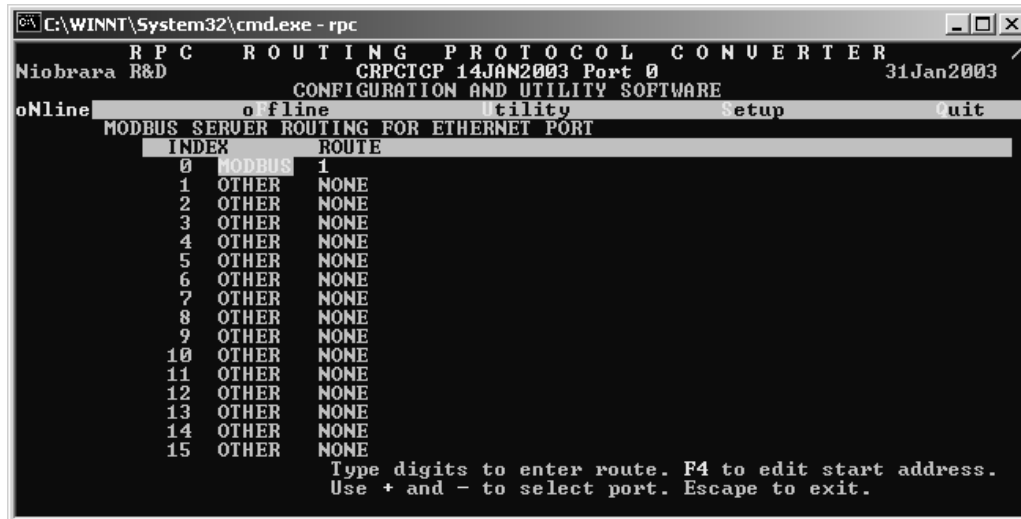 C:\WINNT\System32\cmd.exe - rpc
R P C   R O U T I N G   P R O T O C O L   C O N V E R T E R
Niobrara R&D CRPCTCP 14JAN2003 Port 0 31Jan2003
CONFIGURATION AND UTILITY SOFTWARE
oNline oFfline Utility Setup Quit
MODBUS SERVER ROUTING FOR ETHERNET PORT
INDEX ROUTE
0 MODBUS 1
1 OTHER NONE
2 OTHER NONE
3 OTHER NONE
4 OTHER NONE
5 OTHER NONE
6 OTHER NONE
7 OTHER NONE
8 OTHER NONE
9 OTHER NONE
10 OTHER NONE
11 OTHER NONE
12 OTHER NONE
13 OTHER NONE
14 OTHER NONE
15 OTHER NONE
Type digits to enter route. F4 to edit start address.
Use + and - to select port. Escape to exit.